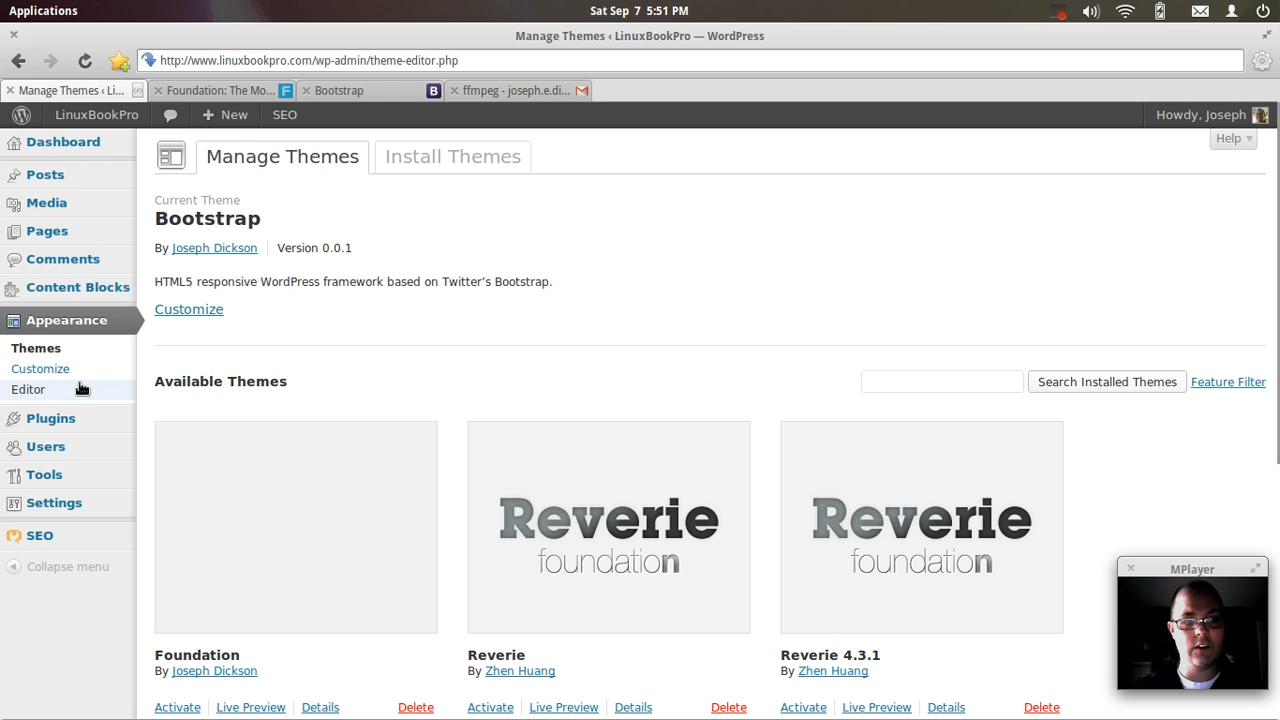 Applications
Sat Sep 7 5:51 PM
Manage Themes ‹ LinuxBookPro — WordPress
http://www.linuxbookpro.com/wp-admin/theme-editor.php
Manage Themes ‹ Li...
Foundation: The Mo...
F
Bootstrap
B
ffmpeg - joseph.e.di...
LinuxBookPro
+ New
SEO
Howdy, Joseph
Dashboard
Posts
Media
Pages
Comments
Content Blocks
Appearance
Themes
Customize
Editor
Plugins
Users
Tools
Settings
SEO
Collapse menu
Help
Manage Themes
Install Themes
Current Theme
Bootstrap
By Joseph Dickson
Version 0.0.1
HTML5 responsive WordPress framework based on Twitter’s Bootstrap.
Customize
Available Themes
Search Installed Themes
Feature Filter
Reverie
foundation
Reverie
foundation
Foundation
By Joseph Dickson
Activate
Live Preview
Details
Delete
Reverie
By Zhen Huang
Activate
Live Preview
Details
Delete
Reverie 4.3.1
By Zhen Huang
Activate
Live Preview
Details
Delete
MPlayer